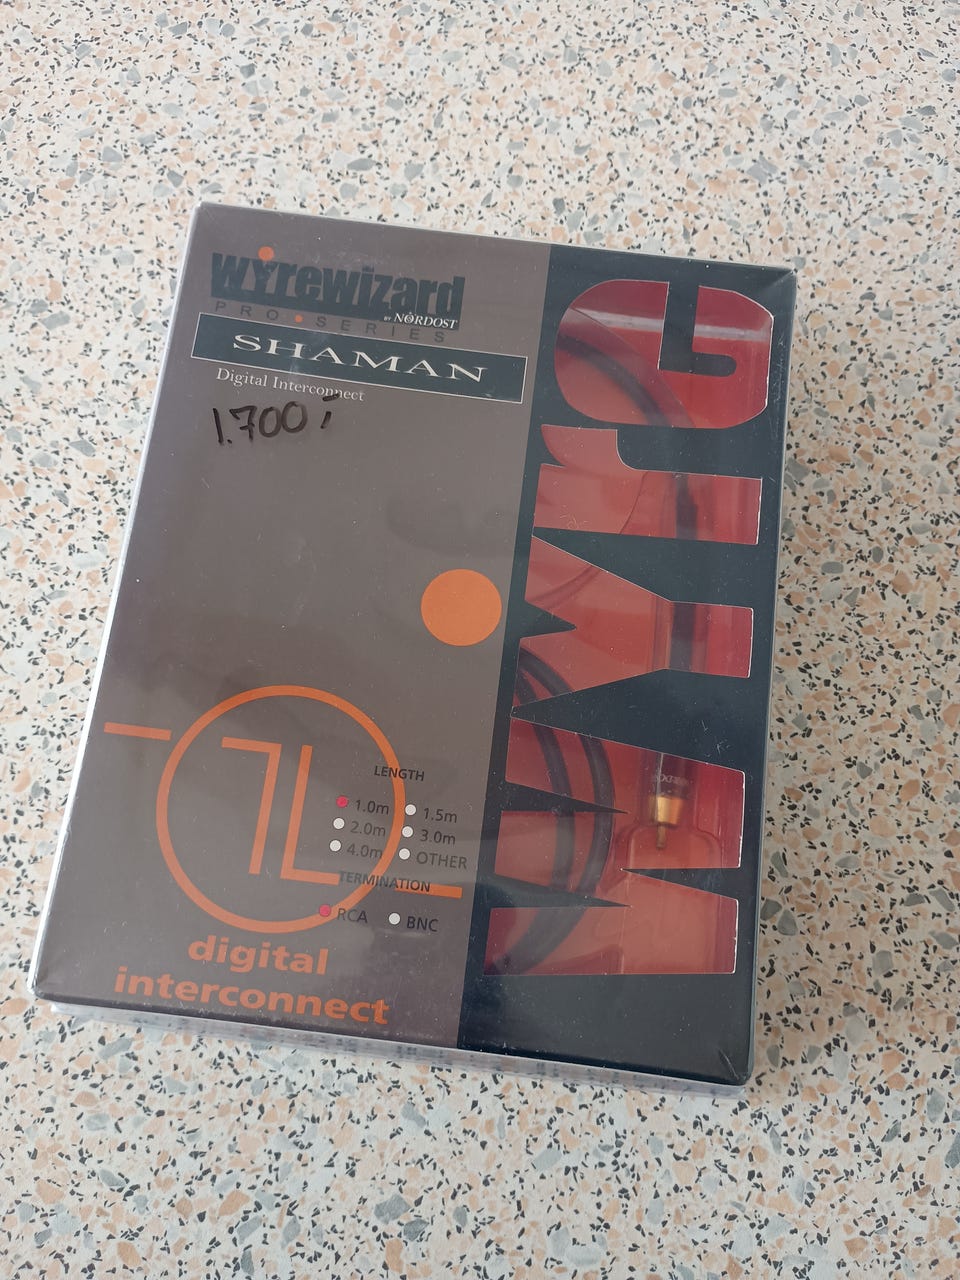 wyrewizard
BY NORDOST
PRO • SERIES
SHAMAN
Digital Interconnect
1.700,-
wyre
LENGTH
1.0m 1.5m
2.0m 3.0m
4.0m OTHER
TERMINATION
RCA BNC
digital
interconnect